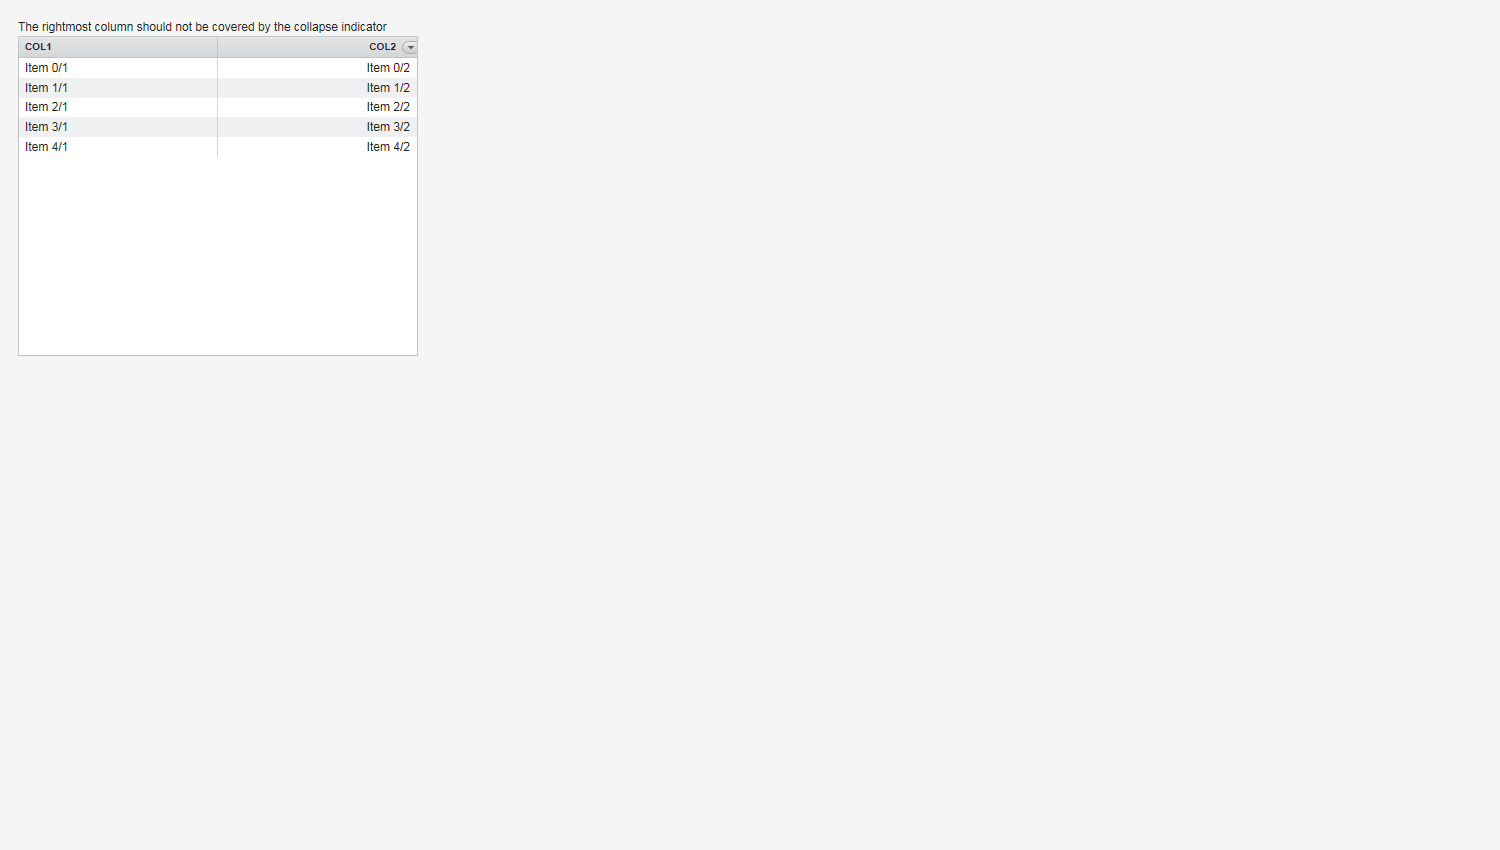 The rightmost column should not be covered by the collapse indicator
COL1 COL2
Item 0/1 Item 0/2
Item 1/1 Item 1/2
Item 2/1 Item 2/2
Item 3/1 Item 3/2
Item 4/1 Item 4/2